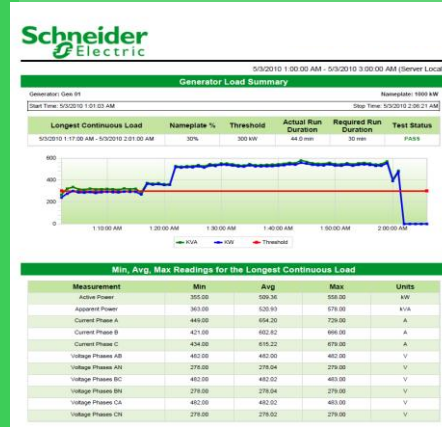 Schneider
Electric
5/3/2010 1:00:00 AM - 5/3/2010 3:00:00 AM (Server Local
Generator Load Summary
Generator: Gen 01 Nameplate: 1000 kW
Start Time: 5/3/2010 1:01:03 AM Stop Time: 5/3/2010 2:06:21 AM
Longest Continuous Load Nameplate % Threshold Actual Run Duration Required Run Duration Test Status
5/3/2010 1:17:00 AM - 5/3/2010 2:01:00 AM 30% 300 kW 44.0 min 30 min PASS
600
400
200
0
1:10:00 AM 1:20:00 AM 1:30:00 AM 1:40:00 AM 1:50:00 AM 2:00:00 AM
KVA KW Threshold
Min, Avg, Max Readings for the Longest Continuous Load
Measurement Min Avg Max Units
Active Power 355.00 509.36 558.00 kW
Apparent Power 363.00 520.93 578.00 kVA
Current Phase A 449.00 654.20 729.00 A
Current Phase B 421.00 602.82 666.00 A
Current Phase C 434.00 615.22 679.00 A
Voltage Phases AB 482.00 482.00 482.00 V
Voltage Phases AN 278.00 278.04 279.00 V
Voltage Phases BC 482.00 482.02 483.00 V
Voltage Phases BN 278.00 278.04 279.00 V
Voltage Phases CA 482.00 482.02 483.00 V
Voltage Phases CN 278.00 278.02 279.00 V